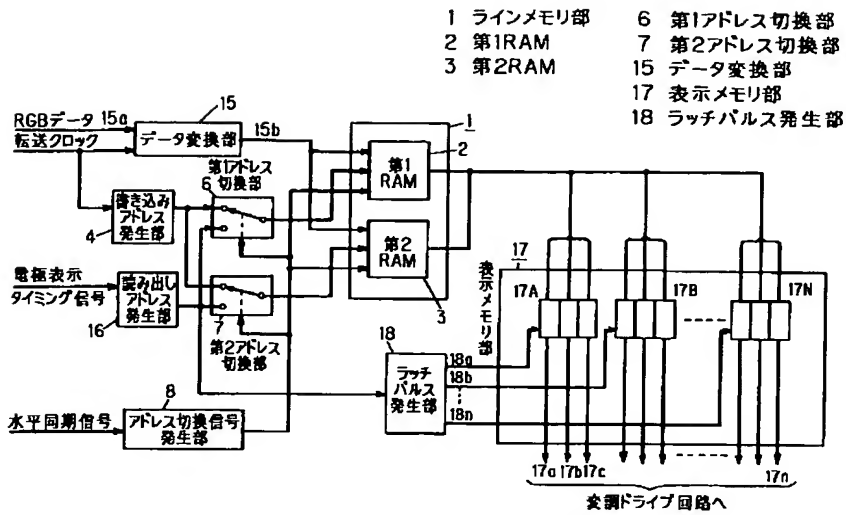 1 ラインメモリ部
2 第1RAM
3 第2RAM
6 第1アドレス切換部
7 第2アドレス切換部
15 データ変換部
17 表示メモリ部
18 ラッチパルス発生部
RGBデータ 15a
転送クロック
15
データ変換部
15b
1
2
第1
RAM
第1アドレス
切換部
6
書き込み
アドレス
発生部
4
第2
RAM
3
電極表示
タイミング信号
読み出し
アドレス
発生部
16
7
第2アドレス
切換部
水平同期信号
8
アドレス切換信号
発生部
18
ラッチ
パルス
発生部
18a
18b
18n
表示メモリ部
17
17A
17B
17N
17a 17b 17c
17n
変調ドライブ回路へ